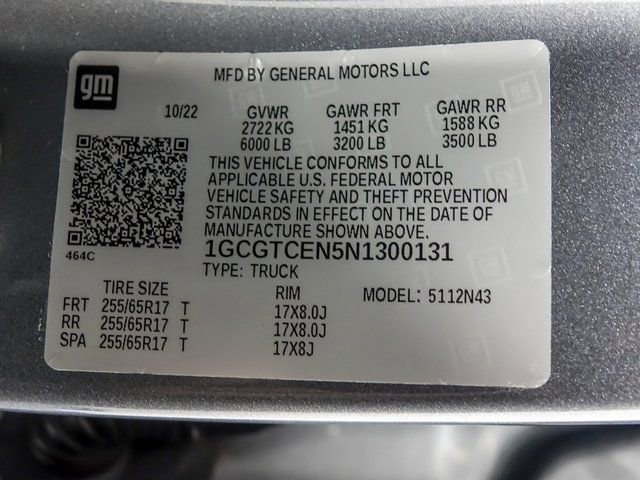 gm
MFD BY GENERAL MOTORS LLC
10/22 GVWR GAWR FRT GAWR RR
2722 KG 1451 KG 1588 KG
6000 LB 3200 LB 3500 LB
THIS VEHICLE CONFORMS TO ALL
APPLICABLE U.S. FEDERAL MOTOR
VEHICLE SAFETY AND THEFT PREVENTION
STANDARDS IN EFFECT ON THE DATE OF
MANUFACTURE SHOWN ABOVE.
464C
1GCGTCEN5N1300131
TYPE: TRUCK
TIRE SIZE RIM MODEL: 5112N43
FRT 255/65R17 T 17X8.0J
RR 255/65R17 T 17X8.0J
SPA 255/65R17 T 17X8J